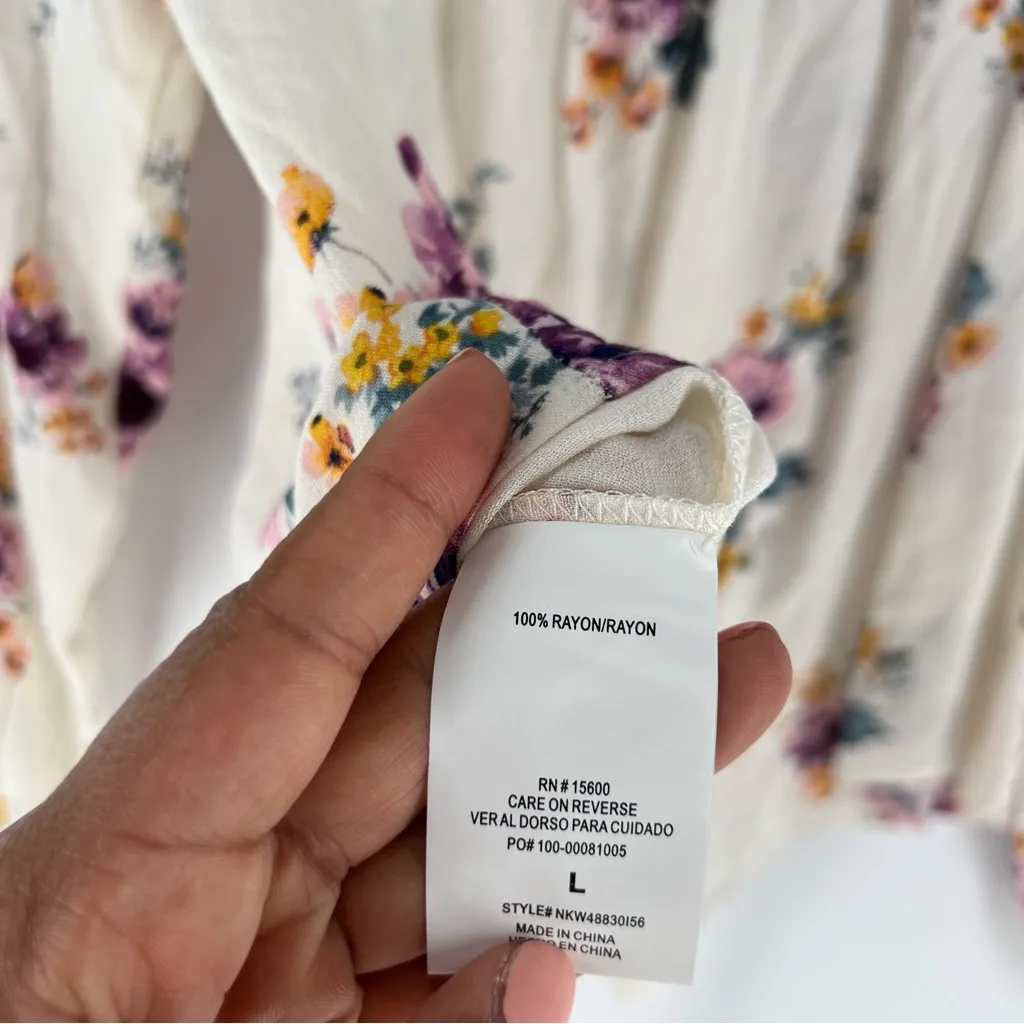 100% RAYON/RAYON
RN # 15600
CARE ON REVERSE
VER AL DORSO PARA CUIDADO
PO# 100-00081005
L
STYLE# NKW48830I56
MADE IN CHINA
EN CHINA